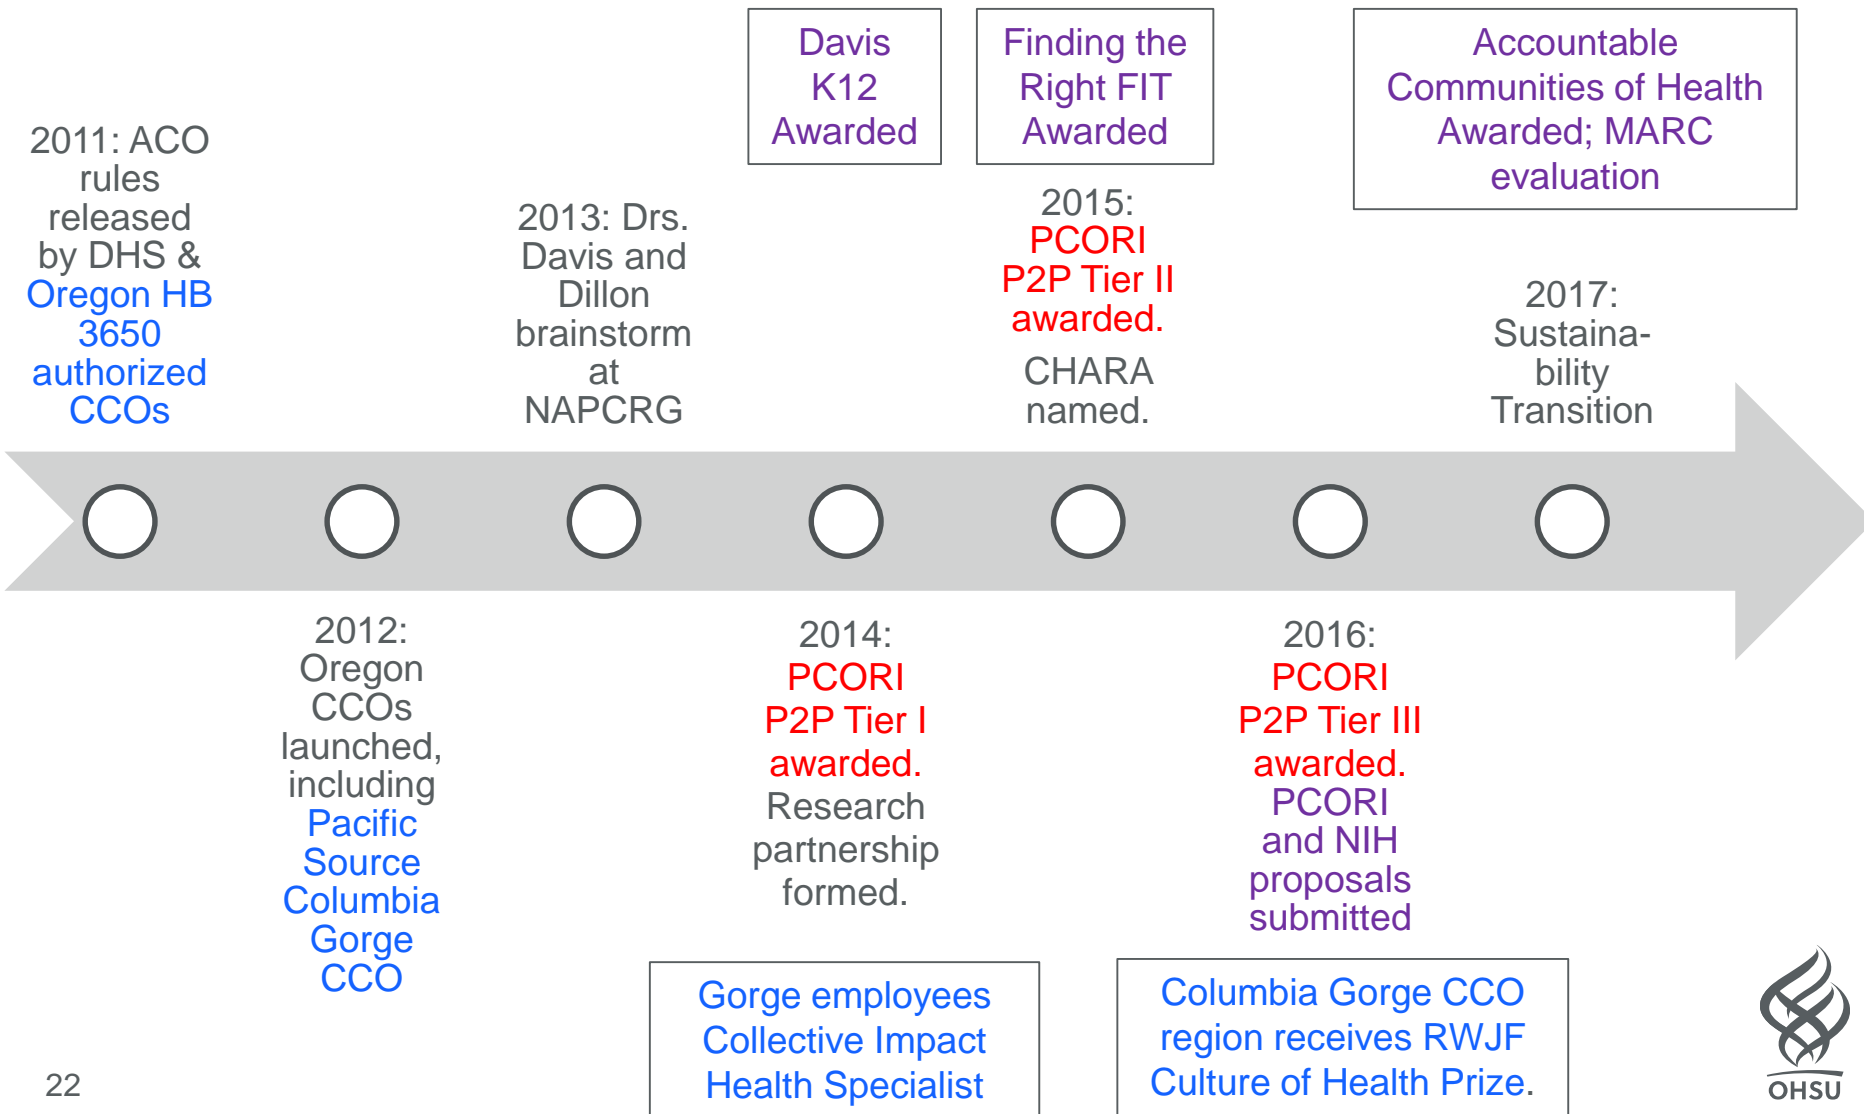 Davis
K12
Awarded
Finding the
Right FIT
Awarded
Accountable
Communities of Health
Awarded; MARC
evaluation
2011: ACO
rules
released
by DHS &
Oregon HB
3650
authorized
CCOs
2013: Drs.
Davis and
Dillon
brainstorm
at
NAPCRG
2015:
PCORI
P2P Tier II
awarded.
CHARA
named.
2017:
Sustaina-
bility
Transition
2012:
Oregon
CCOs
launched,
including
Pacific
Source
Columbia
Gorge
CCO
2014:
PCORI
P2P Tier I
awarded.
Research
partnership
formed.
2016:
PCORI
P2P Tier III
awarded.
PCORI
and NIH
proposals
submitted
Gorge employees
Collective Impact
Health Specialist
Columbia Gorge CCO
region receives RWJF
Culture of Health Prize.
22
OHSU